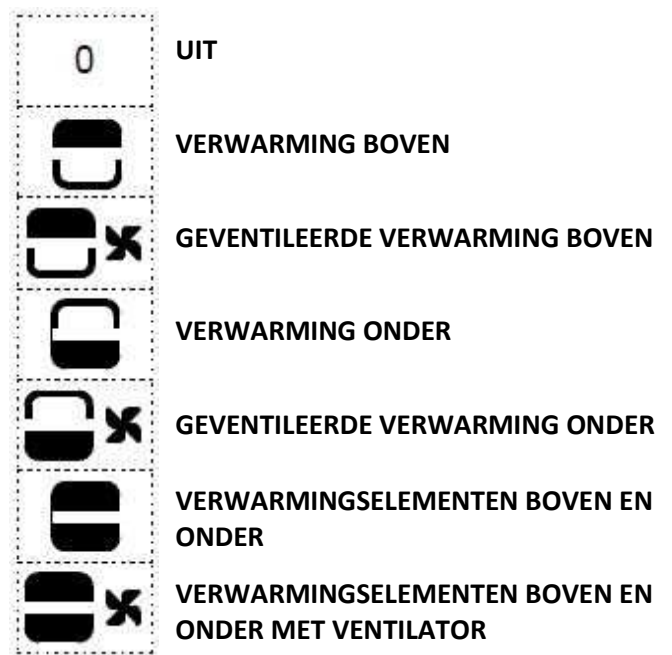 0 UIT
VERWARMING BOVEN
GEVENTILEERDE VERWARMING BOVEN
VERWARMING ONDER
GEVENTILEERDE VERWARMING ONDER
VERWARMINGSELEMENTEN BOVEN EN
ONDER
VERWARMINGSELEMENTEN BOVEN EN
ONDER MET VENTILATOR